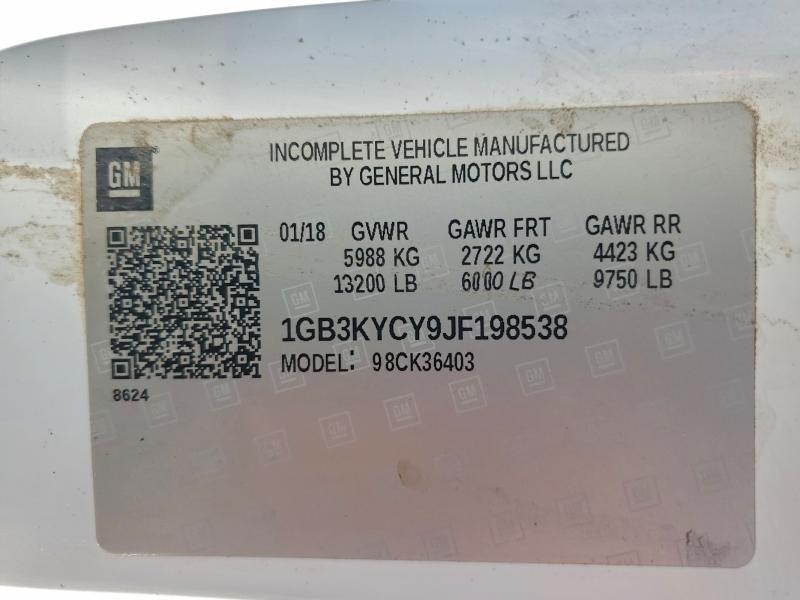 GM
INCOMPLETE VEHICLE MANUFACTURED
BY GENERAL MOTORS LLC
01/18 GVWR GAWR FRT GAWR RR
5988 KG 2722 KG 4423 KG
13200 LB 6000 LB 9750 LB
1GB3KYCY9JF198538
MODEL: 98CK36403
8624